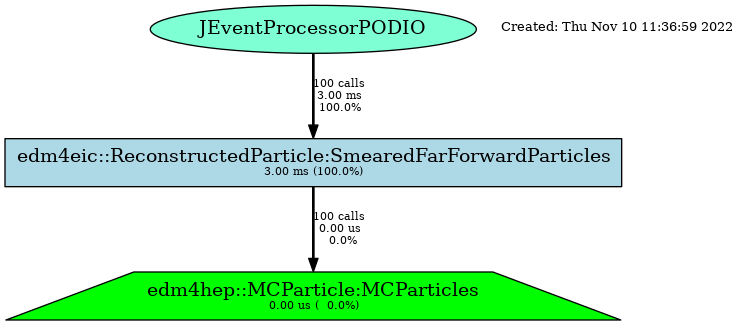 JEventProcessorPODIO
Created: Thu Nov 10 11:36:59 2022
100 calls
3.00 ms
100.0%
edm4eic::ReconstructedParticle:SmearedFarForwardParticles
3.00 ms (100.0%)
100 calls
0.00 us
0.0%
edm4hep::MCParticle:MCParticles
0.00 us (  0.0%)